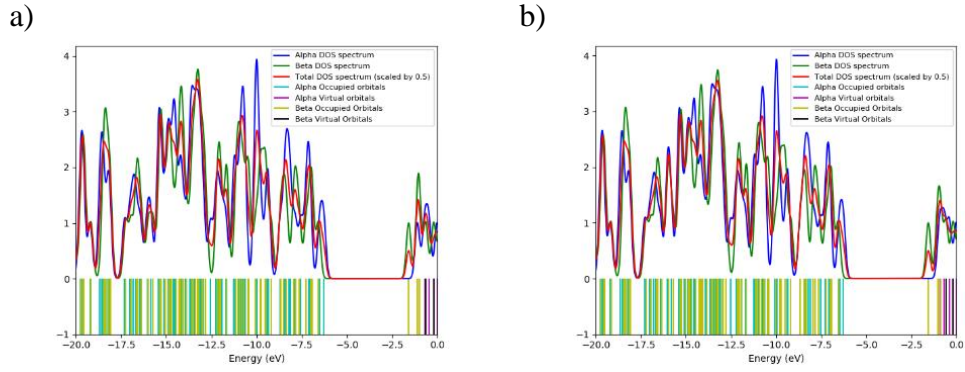 a)
b)
4
3
2
1
0
−1
−20.0 −17.5 −15.0 −12.5 −10.0 −7.5 −5.0 −2.5 0.0
Energy (eV)
Alpha DOS spectrum
Beta DOS spectrum
Total DOS spectrum (scaled by 0.5)
Alpha Occupied orbitals
Alpha Virtual orbitals
Beta Occupied Orbitals
Beta Virtual Orbitals
4
3
2
1
0
−1
−20.0 −17.5 −15.0 −12.5 −10.0 −7.5 −5.0 −2.5 0.0
Energy (eV)
Alpha DOS spectrum
Beta DOS spectrum
Total DOS spectrum (scaled by 0.5)
Alpha Occupied orbitals
Alpha Virtual orbitals
Beta Occupied Orbitals
Beta Virtual Orbitals